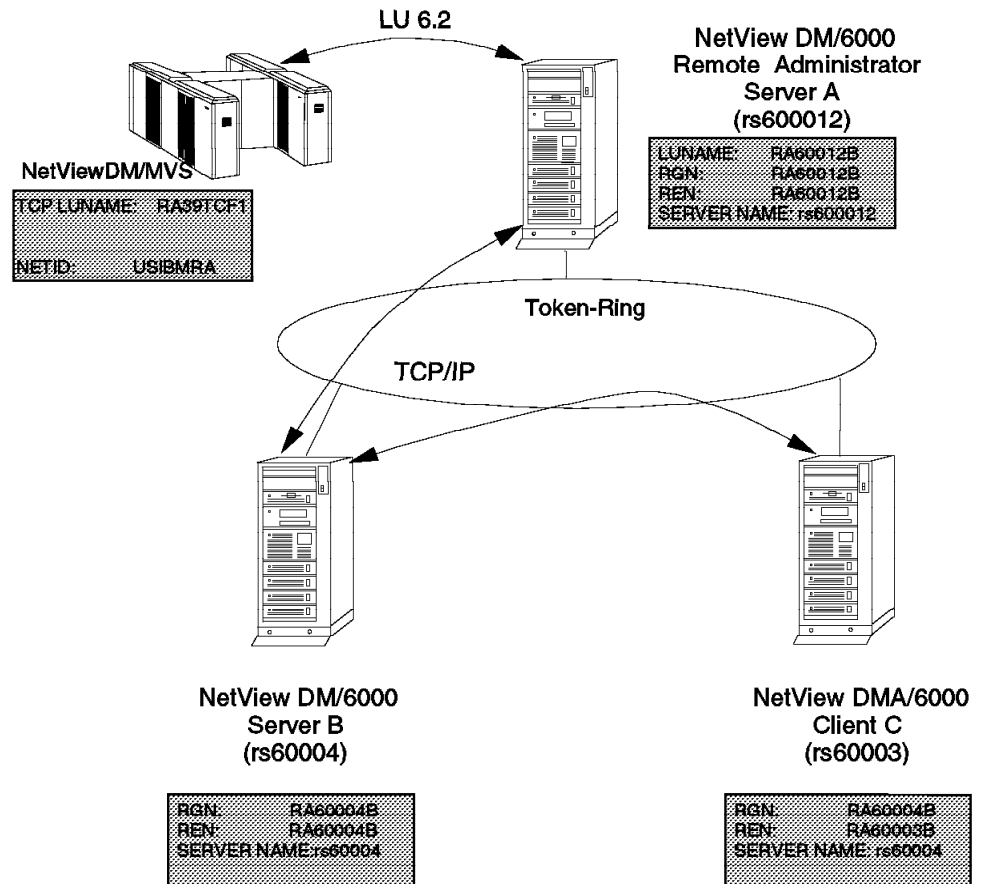 LU 6.2
NetView DM/6000
Remote Administrator
Server A
(rs600012)
LUNAME: RA60012B
RGN: RA60012B
REN: RA60012B
SERVER NAME: rs600012
NetViewDM/MVS
TCP LUNAME: RA39TCF1
NETID: USIBMRA
Token-Ring
TCP/IP
NetView DM/6000
Server B
(rs60004)
RGN: RA60004B
REN: RA60004B
SERVER NAME:rs60004
NetView DMA/6000
Client C
(rs60003)
RGN: RA60004B
REN: RA60003B
SERVER NAME: rs60004